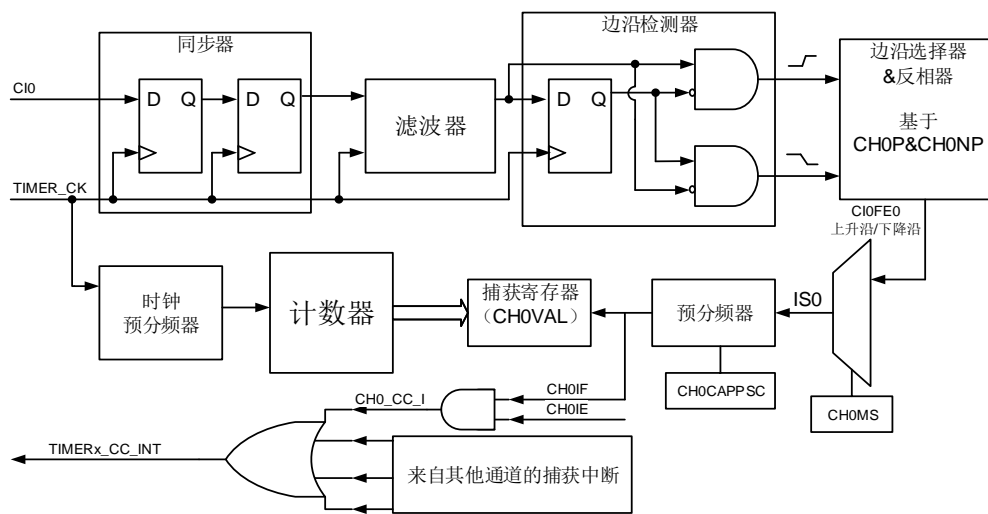 同步器
边沿检测器
CI0
D Q
D Q
滤波器
D Q
边沿选择器
&反相器
基于
CH0P&CH0NP
TIMER_CK
CI0FE0
上升沿/下降沿
时钟
预分频器
计数器
捕获寄存器
（CH0VAL）
预分频器
IS0
CH0CAPPSC
CH0MS
CH0_CC_I
CH0IF
CH0IE
TIMERx_CC_INT
来自其他通道的捕获中断